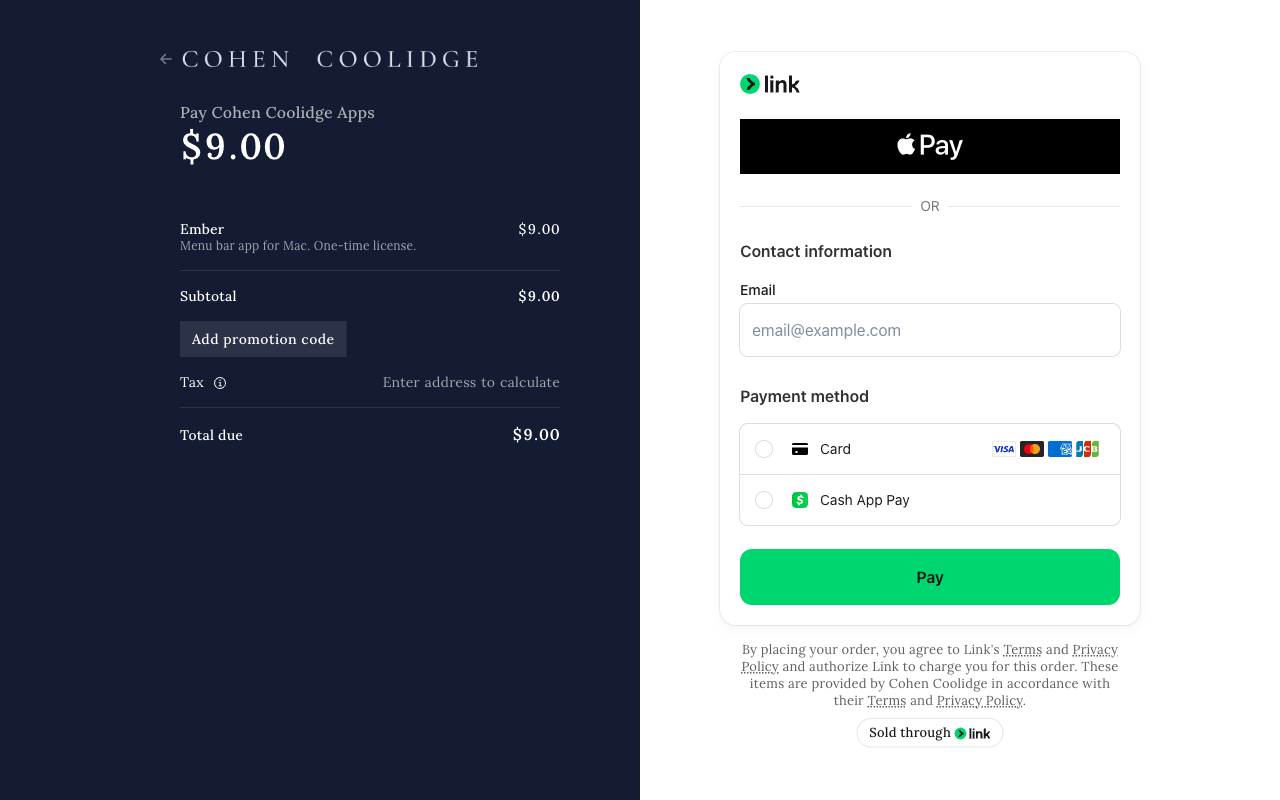 COHEN COOLIDGE
Pay Cohen Coolidge Apps
$9.00
Ember $9.00
Menu bar app for Mac. One-time license.
Subtotal $9.00
Add promotion code
Tax Enter address to calculate
Total due $9.00
link
Pay
OR
Contact information
Email
email@example.com
Payment method
Card VISA AMEX JCB
Cash App Pay
Pay
By placing your order, you agree to Link's Terms and Privacy
Policy and authorize Link to charge you for this order. These
items are provided by Cohen Coolidge in accordance with
their Terms and Privacy Policy.
Sold through link